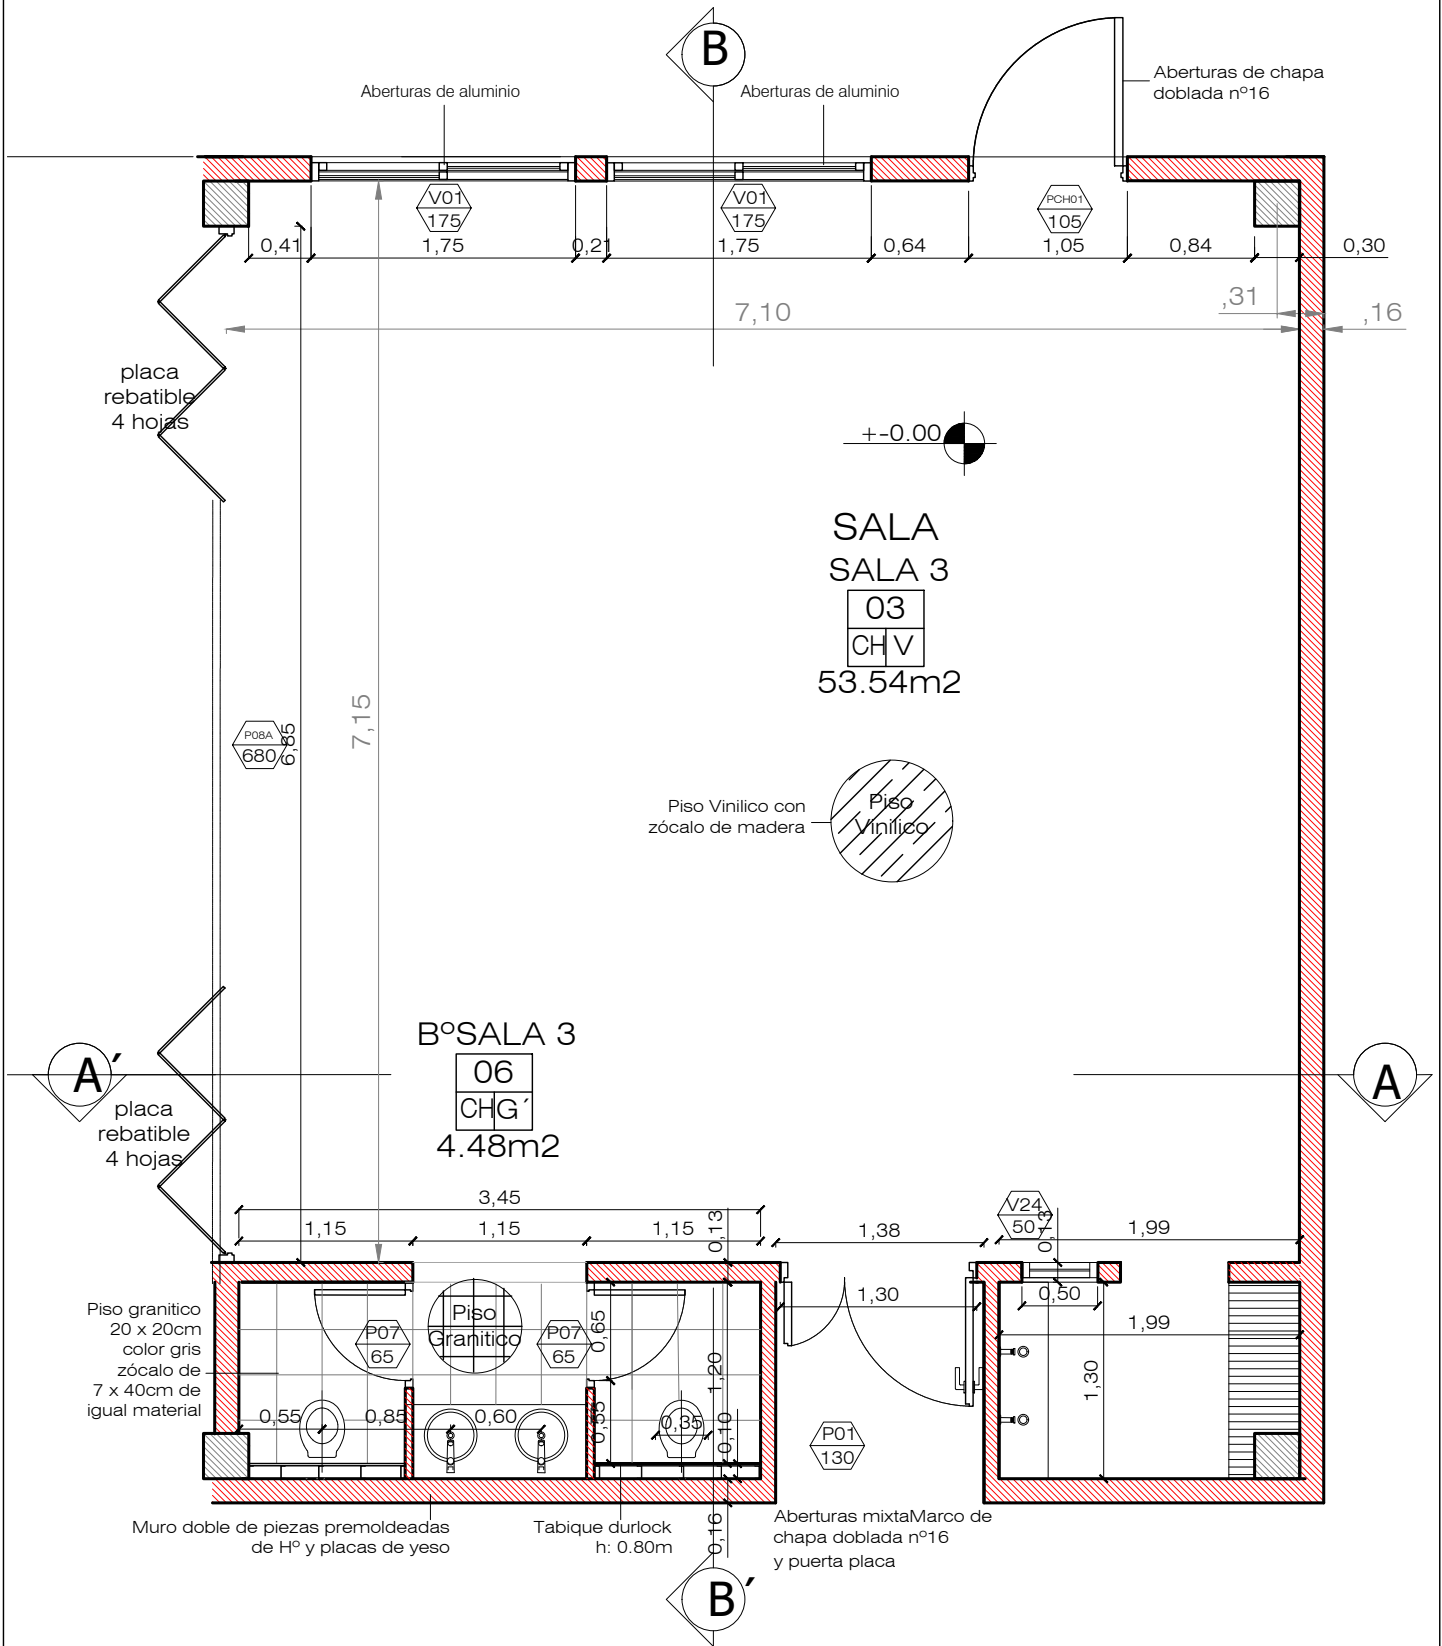 B
Aberturas de aluminio
Aberturas de aluminio
Aberturas de chapa
doblada nº16
V01
175
V01
175
PCH01
105
0,41
1,75
0,21
1,75
0,64
1,05
0,84
0,30
,31
7,10
,16
placa
rebatible
4 hojas
+-0.00
SALA
SALA 3
03
CH V
53.54m2
7,15
P08A
680
6,85
Piso Vinilico con
zócalo de madera
Piso
Vinilico
BºSALA 3
06
CH G´
4.48m2
A´
A
placa
rebatible
4 hojas
3,45
1,15
1,15
1,15
0,13
1,38
V24
50
0,13
1,99
1,30
0,50
1,99
Piso granitico
20 x 20cm
color gris
zócalo de
7 x 40cm de
igual material
Piso
Granitico
P07
65
P07
65
0,65
1,20
1,30
0,55
0,85
0,60
0,55
0,35
0,10
P01
130
Muro doble de piezas premoldeadas
de Hº y placas de yeso
Tabique durlock
h: 0.80m
0,16
Aberturas mixtaMarco de
chapa doblada nº16
y puerta placa
B´